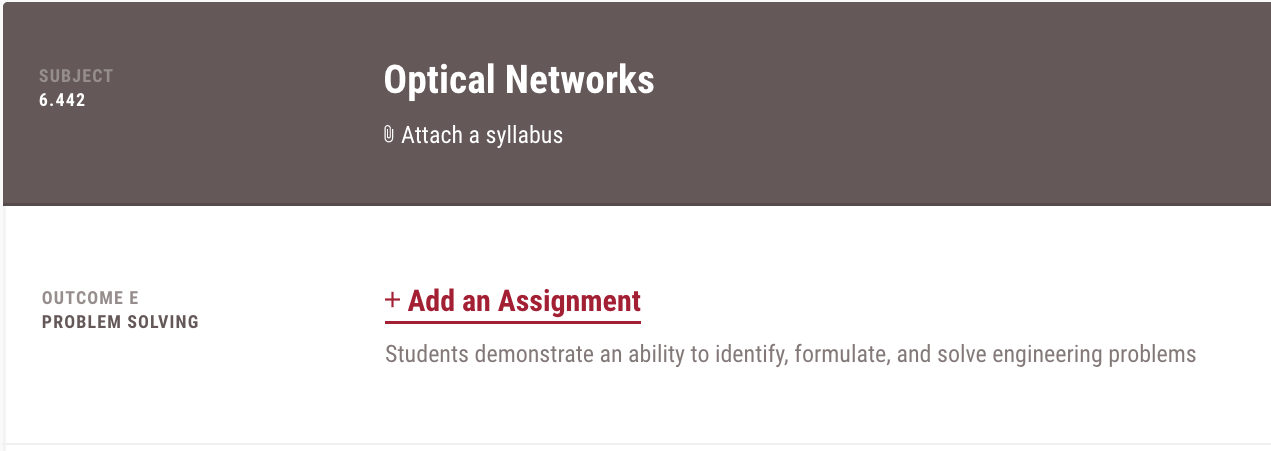 SUBJECT
6.442
Optical Networks
Attach a syllabus
OUTCOME E
PROBLEM SOLVING
+ Add an Assignment
Students demonstrate an ability to identify, formulate, and solve engineering problems